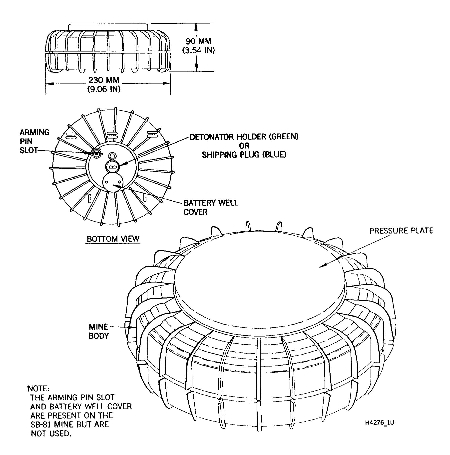 90 MM
(3.54 IN)
230 MM
(9.06 IN)
ARMING
PIN
SLOT
DETONATOR HOLDER (GREEN)
OR
SHIPPING PLUG (BLUE)
BATTERY WELL
COVER
BOTTOM VIEW
PRESSURE PLATE
MINE
BODY
NOTE:
THE ARMING PIN SLOT
AND BATTERY WELL COVER
ARE PRESENT ON THE
SB-81 MINE BUT ARE
NOT USED.
H4276_1U